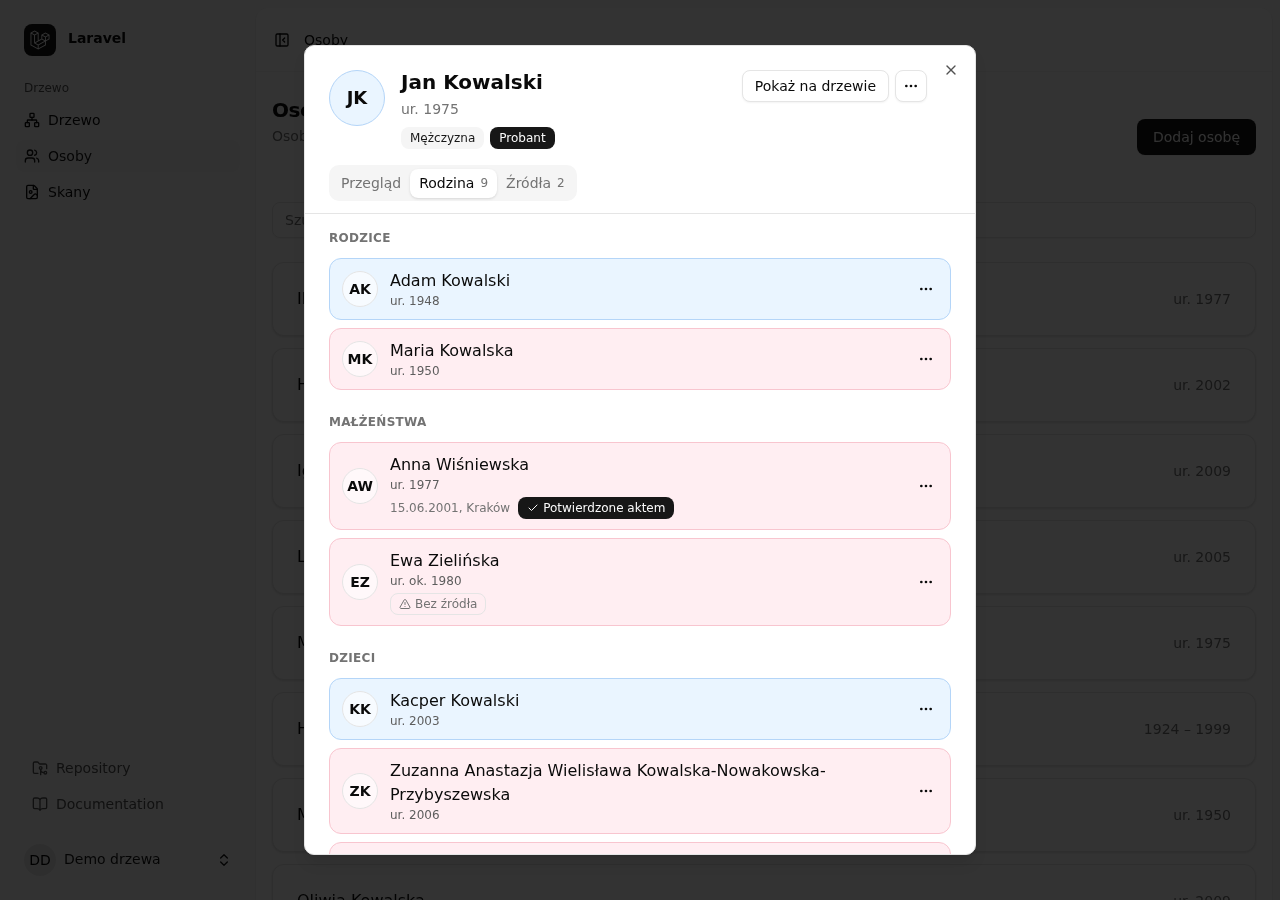 Laravel
Osoby
Drzewo
Drzewo
Osoby
Skany
Dodaj osobę
ur. 1977
ur. 2002
ur. 2009
ur. 2005
ur. 1975
1924 – 1999
ur. 1950
Oliwia Kowalska
Repository
Documentation
DD
Demo drzewa
JK
Jan Kowalski
ur. 1975
Mężczyzna
Probant
Pokaż na drzewie
Przegląd
Rodzina 9
Źródła 2
RODZICE
AK
Adam Kowalski
ur. 1948
MK
Maria Kowalska
ur. 1950
MAŁŻEŃSTWA
AW
Anna Wiśniewska
ur. 1977
15.06.2001, Kraków
Potwierdzone aktem
EZ
Ewa Zielińska
ur. ok. 1980
Bez źródła
DZIECI
KK
Kacper Kowalski
ur. 2003
ZK
Zuzanna Anastazja Wielisława Kowalska-Nowakowska-
Przybyszewska
ur. 2006